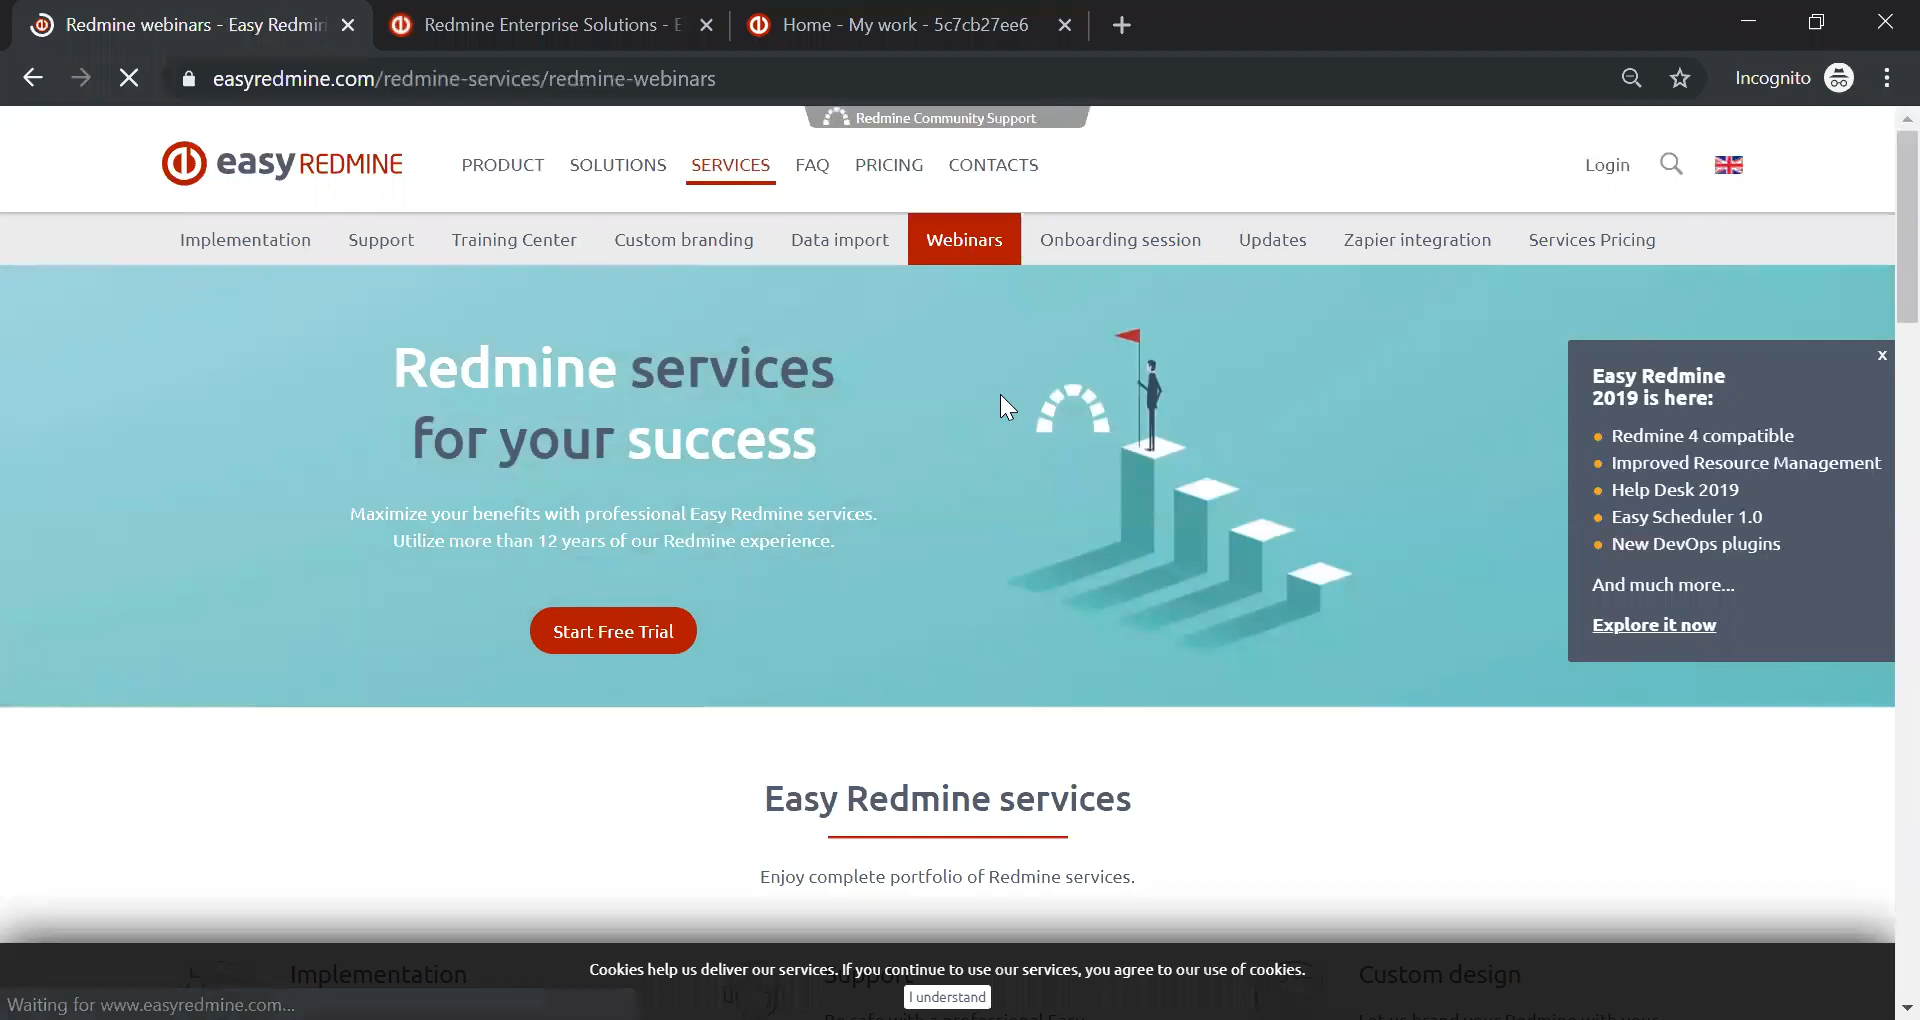 Redmine webinars - Easy Redmin
Redmine Enterprise Solutions - E
Home - My work - 5c7cb27ee6
easyredmine.com/redmine-services/redmine-webinars
Incognito
Redmine Community Support
easy REDMINE
PRODUCT SOLUTIONS SERVICES FAQ PRICING CONTACTS
Login
Implementation Support Training Center Custom branding Data import Webinars Onboarding session Updates Zapier integration Services Pricing
Redmine services
for your success
Maximize your benefits with professional Easy Redmine services.
Utilize more than 12 years of our Redmine experience.
Start Free Trial
x
Easy Redmine
2019 is here:
Redmine 4 compatible
Improved Resource Management
Help Desk 2019
Easy Scheduler 1.0
New DevOps plugins
And much more...
Explore it now
Easy Redmine services
Enjoy complete portfolio of Redmine services.
Implementation
Support
Custom design
Cookies help us deliver our services. If you continue to use our services, you agree to our use of cookies.
I understand
Waiting for www.easyredmine.com...